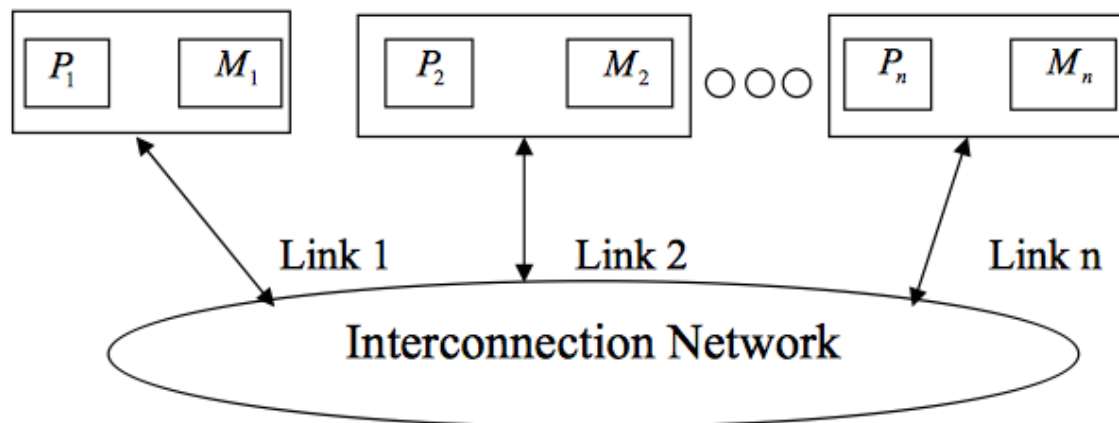 P₁ M₁ P₂ M₂ Pₙ Mₙ
Link 1 Link 2 Link n
Interconnection Network